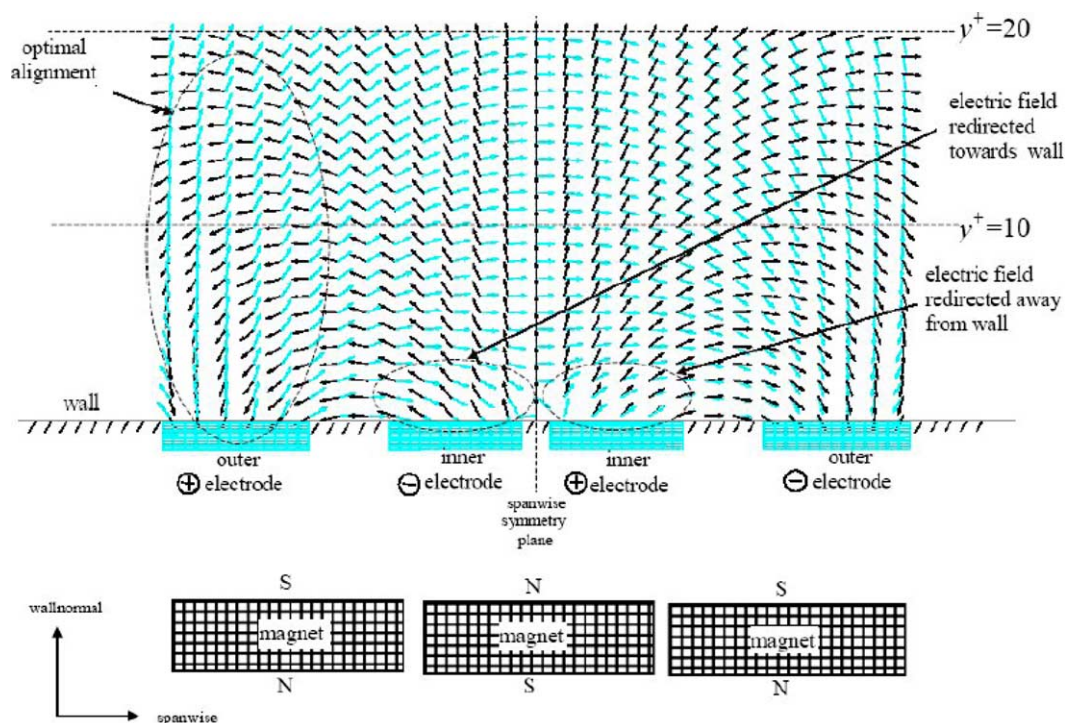 optimal
alignment
y⁺=20
electric field
redirected
towards wall
y⁺=10
electric field
redirected away
from wall
wall
outer
⊕ electrode
inner
⊖ electrode
inner
⊕ electrode
outer
⊖ electrode
spanwise
symmetry
plane
S
N
S
wallnormal
magnet
magnet
magnet
N
S
N
spanwise